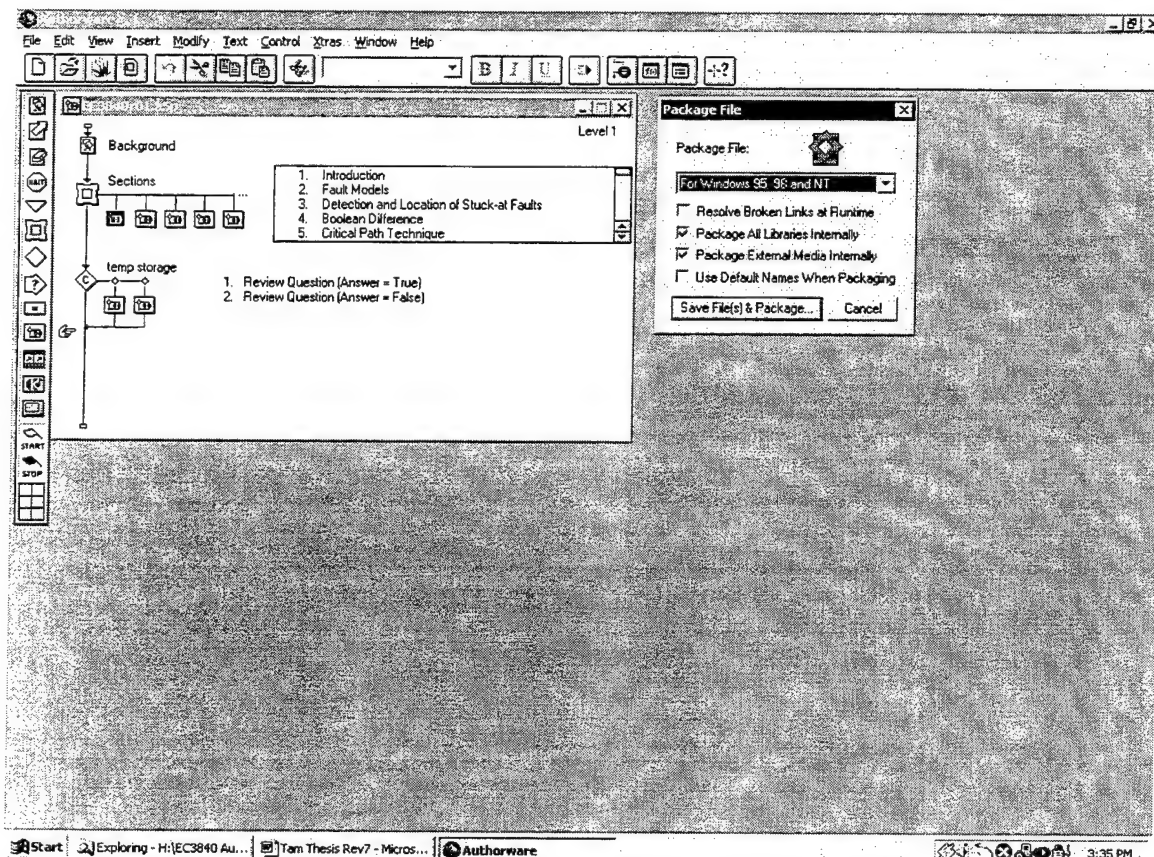 File Edit View Insert Modify Text Control Xtras Window Help
B I U
Level 1
Background
Sections
1. Introduction
2. Fault Models
3. Detection and Location of Stuck-at Faults
4. Boolean Difference
5. Critical Path Technique
temp storage
C
1. Review Question (Answer = True)
2. Review Question (Answer = False)
WAIT
START
STOP
Package File
Package File:
For Windows 95, 98 and NT
Resolve Broken Links at Runtime
Package All Libraries Internally
Package External Media Internally
Use Default Names When Packaging
Save File(s) & Package...
Cancel
Start
Exploring - H:\EC3840 Au...
Tam Thesis Rev7 - Micros...
Authorware
3:35 PM